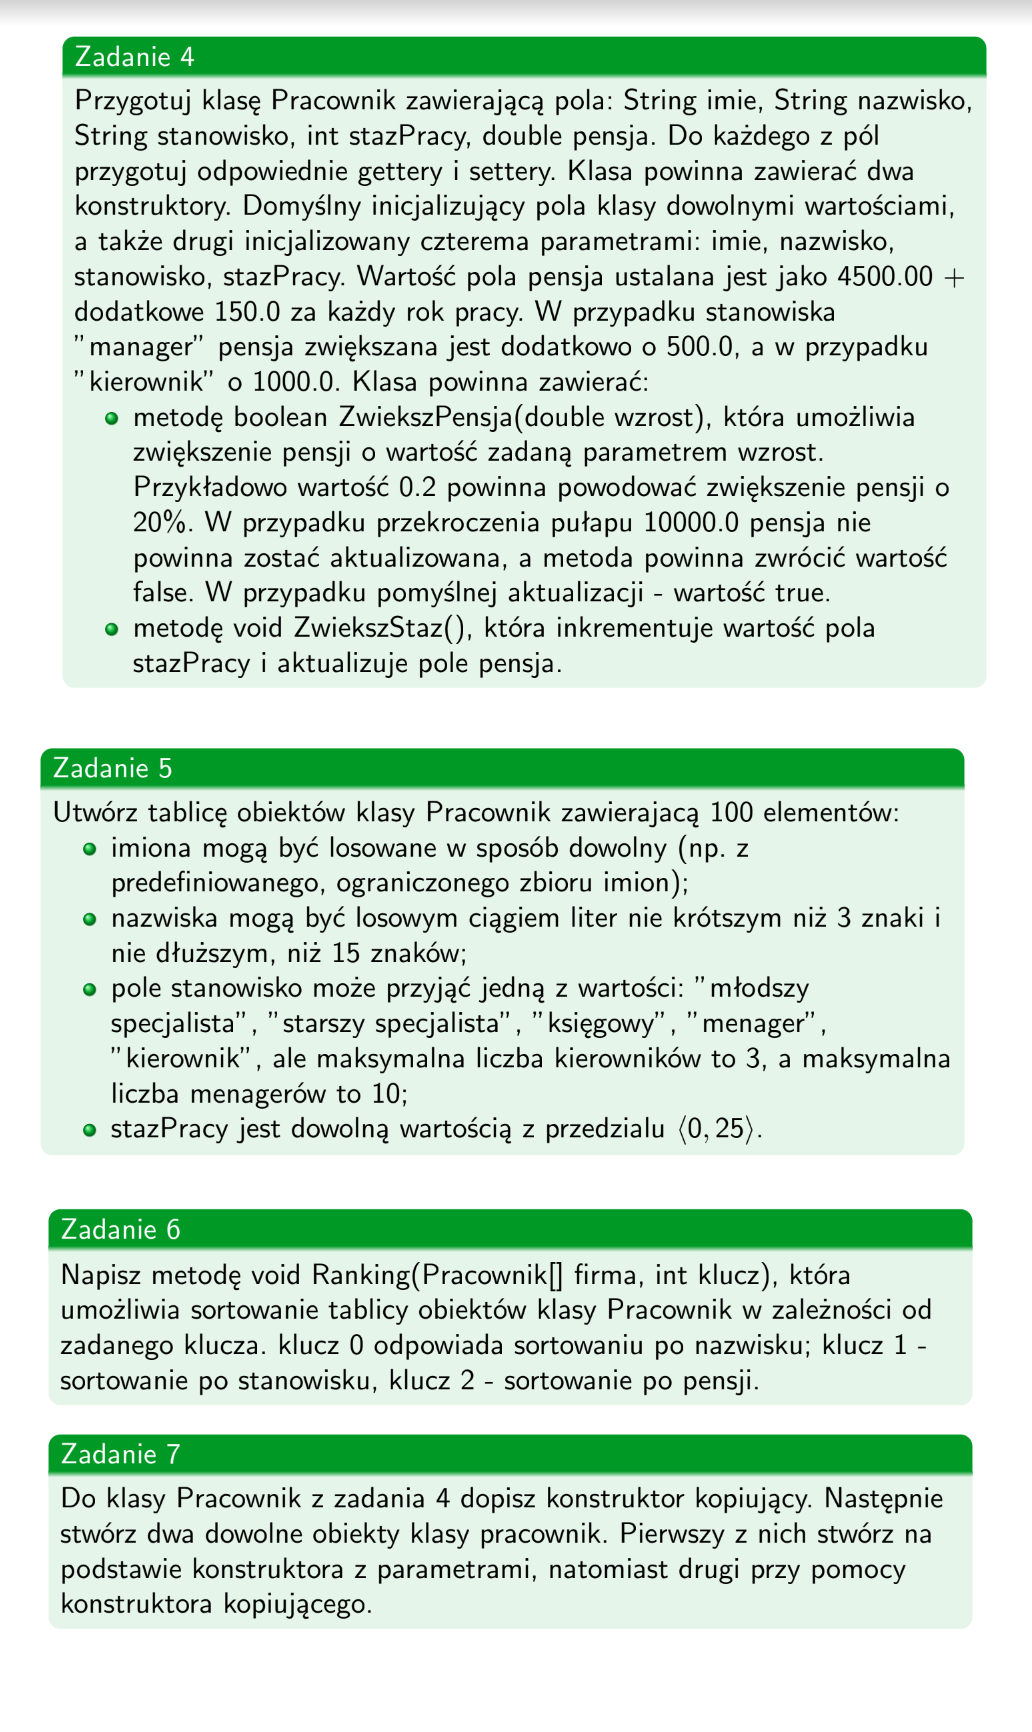 Zadanie 4
Przygotuj klasę Pracownik zawierającą pola: String imie, String nazwisko,
String stanowisko, int stazPracy, double pensja. Do każdego z pól
przygotuj odpowiednie gettery i settery. Klasa powinna zawierać dwa
konstruktory. Domyślny inicjalizujący pola klasy dowolnymi wartościami,
a także drugi inicjalizowany czterema parametrami: imie, nazwisko,
stanowisko, stazPracy. Wartość pola pensja ustalana jest jako 4500.00 +
dodatkowe 150.0 za każdy rok pracy. W przypadku stanowiska
”manager” pensja zwiększana jest dodatkowo o 500.0, a w przypadku
”kierownik” o 1000.0. Klasa powinna zawierać:
metodę boolean ZwiekszPensja(double wzrost), która umożliwia
zwiększenie pensji o wartość zadaną parametrem wzrost.
Przykładowo wartość 0.2 powinna powodować zwiększenie pensji o
20%. W przypadku przekroczenia pułapu 10000.0 pensja nie
powinna zostać aktualizowana, a metoda powinna zwrócić wartość
false. W przypadku pomyślnej aktualizacji - wartość true.
metodę void ZwiekszStaz(), która inkrementuje wartość pola
stazPracy i aktualizuje pole pensja.
Zadanie 5
Utwórz tablicę obiektów klasy Pracownik zawierajacą 100 elementów:
imiona mogą być losowane w sposób dowolny (np. z
predefiniowanego, ograniczonego zbioru imion);
nazwiska mogą być losowym ciągiem liter nie krótszym niż 3 znaki i
nie dłuższym, niż 15 znaków;
pole stanowisko może przyjąć jedną z wartości: ”młodszy
specjalista”, ”starszy specjalista”, ”księgowy”, ”menager”,
”kierownik”, ale maksymalna liczba kierowników to 3, a maksymalna
liczba menagerów to 10;
stazPracy jest dowolną wartością z przedzialu ⟨0, 25⟩.
Zadanie 6
Napisz metodę void Ranking(Pracownik[] firma, int klucz), która
umożliwia sortowanie tablicy obiektów klasy Pracownik w zależności od
zadanego klucza. klucz 0 odpowiada sortowaniu po nazwisku; klucz 1 -
sortowanie po stanowisku, klucz 2 - sortowanie po pensji.
Zadanie 7
Do klasy Pracownik z zadania 4 dopisz konstruktor kopiujący. Następnie
stwórz dwa dowolne obiekty klasy pracownik. Pierwszy z nich stwórz na
podstawie konstruktora z parametrami, natomiast drugi przy pomocy
konstruktora kopiującego.